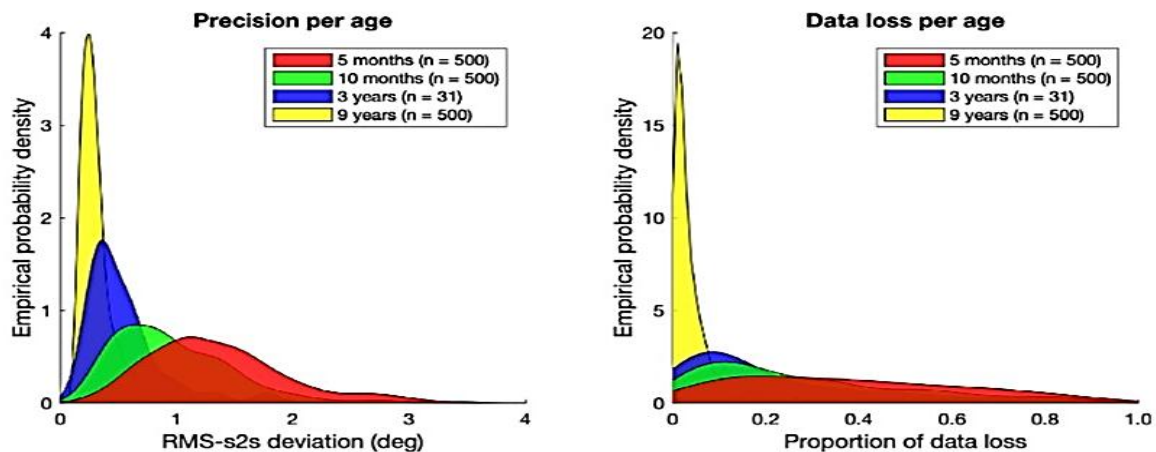 Precision per age
4
3
2
1
0
Empirical probability density
5 months (n = 500)
10 months (n = 500)
3 years (n = 31)
9 years (n = 500)
0 1 2 3 4
RMS-s2s deviation (deg)
Data loss per age
20
15
10
5
0
Empirical probability density
5 months (n = 500)
10 months (n = 500)
3 years (n = 31)
9 years (n = 500)
0 0.2 0.4 0.6 0.8 1.0
Proportion of data loss